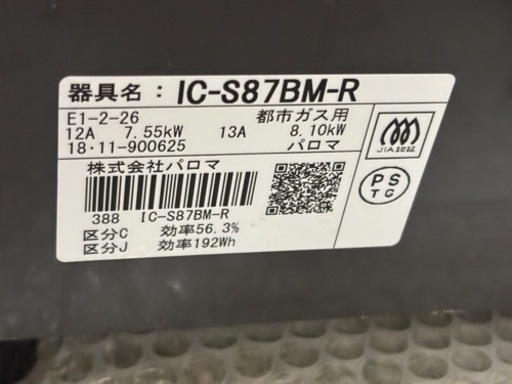 器具名：IC-S87BM-R
E1-2-26 都市ガス用
12A 7.55kW 13A 8.10kW
18・11-900625 パロマ
株式会社パロマ
388 IC-S87BM-R
区分C 効率56.3%
区分J 効率192Wh
JIA認証
PS
TG